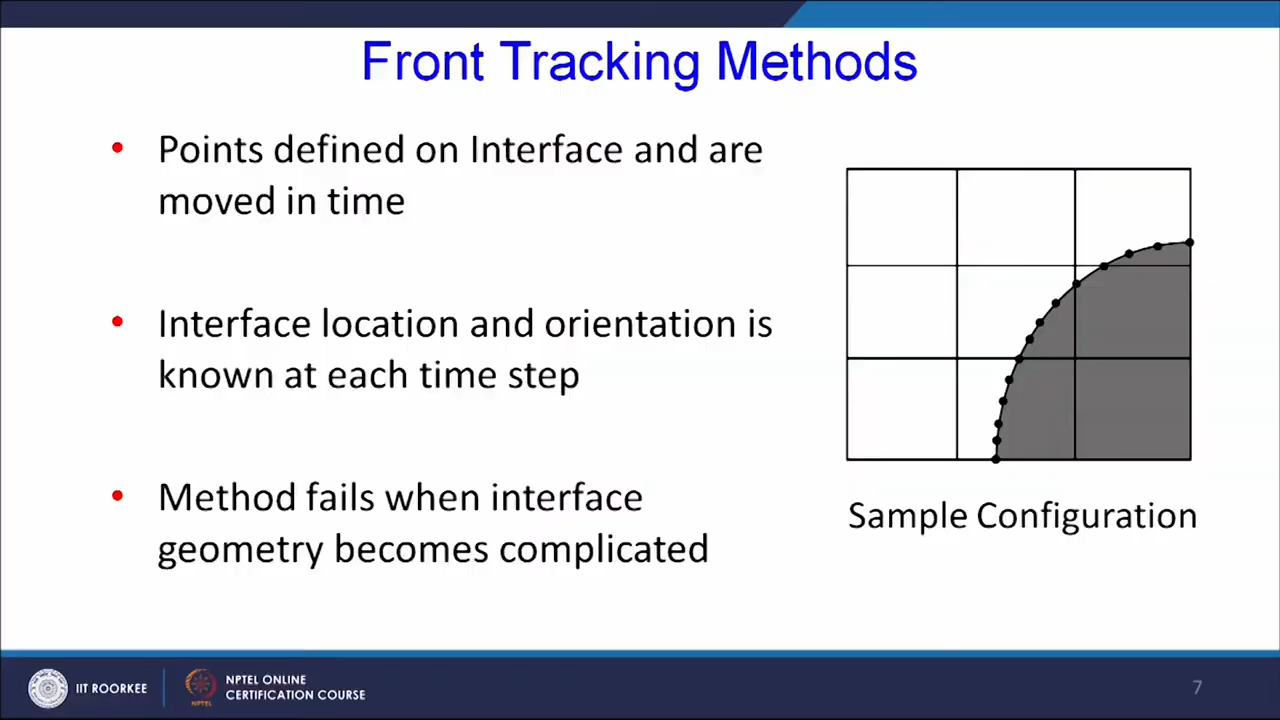 Front Tracking Methods
• Points defined on Interface and are
moved in time
• Interface location and orientation is
known at each time step
• Method fails when interface
geometry becomes complicated
Sample Configuration
IIT ROORKEE
NPTEL
NPTEL ONLINE
CERTIFICATION COURSE
7